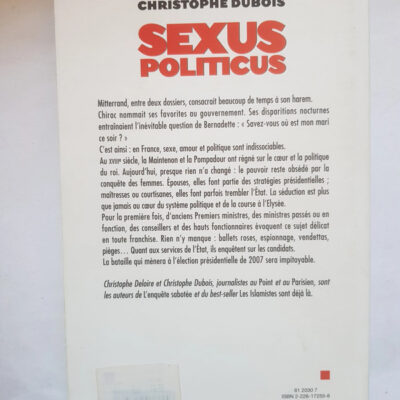 CHRISTOPHE DUBOIS
SEXUS
POLITICUS
Mitterrand, entre deux dossiers, consacrait beaucoup de temps à son harem.
Chirac nommait ses favorites au gouvernement. Ses disparitions nocturnes
entraînaient l'inévitable question de Bernadette : « Savez-vous où est mon mari
ce soir ? »
C'est ainsi : en France, sexe, amour et politique sont indissociables.
Au XVIIIe siècle, la Maintenon et la Pompadour ont régné sur le cœur et la politique
du roi. Aujourd'hui, presque rien n'a changé : le pouvoir reste obsédé par la
conquête des femmes. Épouses, elles font partie des stratégies présidentielles ;
maîtresses ou courtisanes, elles font parfois trembler l'État. La séduction est plus
que jamais au cœur du système politique et de la course à l'Elysée.
Pour la première fois, d'anciens Premiers ministres, des ministres passés ou en
fonction, des conseillers et des hauts fonctionnaires évoquent ce sujet délicat
en toute franchise. Rien n'y manque : ballets roses, espionnage, vendettas,
pièges... Quant aux services de l'État, ils enquêtent sur les candidats.
La bataille qui mènera à l'élection présidentielle de 2007 sera impitoyable.
Christophe Deloire et Christophe Dubois, journalistes au Point et au Parisien, sont
les auteurs de L'enquête sabotée et du best-seller Les Islamistes sont déjà là.
61 2030 7
ISBN 2-226-17255-8